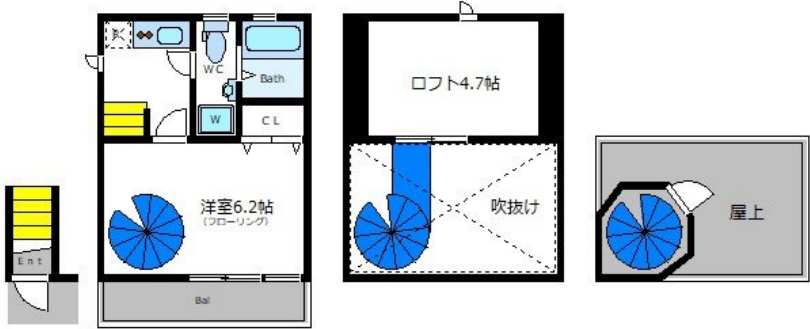 R
WC
Bath
W
CL
洋室6.2帖
(フローリング)
Ent
Bal
ロフト4.7帖
吹抜け
屋上